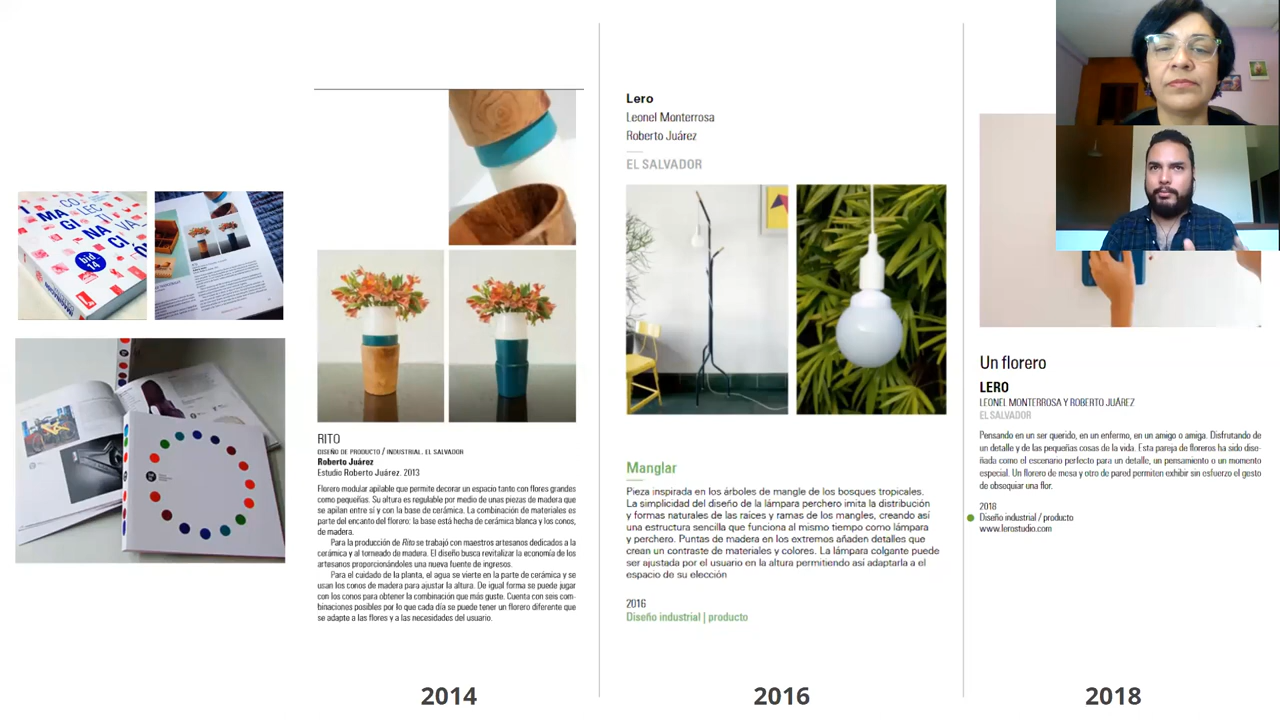 MA
GI
NA
CIÓ
CO
LEC
TI
VA
bid
14
RITO
DISEÑO DE PRODUCTO / INDUSTRIAL. EL SALVADOR
Roberto Juárez
Estudio Roberto Juárez. 2013
Florero modular apilable que permite decorar un espacio tanto con flores grandes
como pequeñas. Su altura es regulable por medio de unas piezas de madera que
se apilan entre sí y con la base de cerámica. La combinación de materiales es
parte del encanto del florero: la base está hecha de cerámica blanca y los conos,
de madera.
Para la producción de Rito se trabajó con maestros artesanos dedicados a la
cerámica y al torneado de madera. El diseño busca revitalizar la economía de los
artesanos proporcionándoles una nueva fuente de ingresos.
Para el cuidado de la planta, el agua se vierte en la parte de cerámica y se
usan los conos de madera para ajustar la altura. De igual forma se puede jugar
con los conos para obtener la combinación que más guste. Cuenta con seis com-
binaciones posibles por lo que cada día se puede tener un florero diferente que
se adapte a las flores y a las necesidades del usuario.
2014
Lero
Leonel Monterrosa
Roberto Juárez
EL SALVADOR
Manglar
Pieza inspirada en los árboles de mangle de los bosques tropicales.
La simplicidad del diseño de la lámpara perchero imita la distribución
y formas naturales de las raíces y ramas de los mangles, creando así
una estructura sencilla que funciona al mismo tiempo como lámpara
y perchero. Puntas de madera en los extremos añaden detalles que
crean un contraste de materiales y colores. La lámpara colgante puede
ser ajustada por el usuario en la altura permitiendo así adaptarla a el
espacio de su elección
2016
Diseño industrial | producto
2016
Un florero
LERO
LEONEL MONTERROSA Y ROBERTO JUÁREZ
EL SALVADOR
Pensando en un ser querido, en un enfermo, en un amigo o amiga. Disfrutando de
un detalle y de las pequeñas cosas de la vida. Esta pareja de floreros ha sido dise-
ñada como el escenario perfecto para un detalle, un pensamiento o un momento
especial. Un florero de mesa y otro de pared permiten exhibir sin esfuerzo el gesto
de obsequiar una flor.
2018
Diseño industrial / producto
www.lerostudio.com
2018